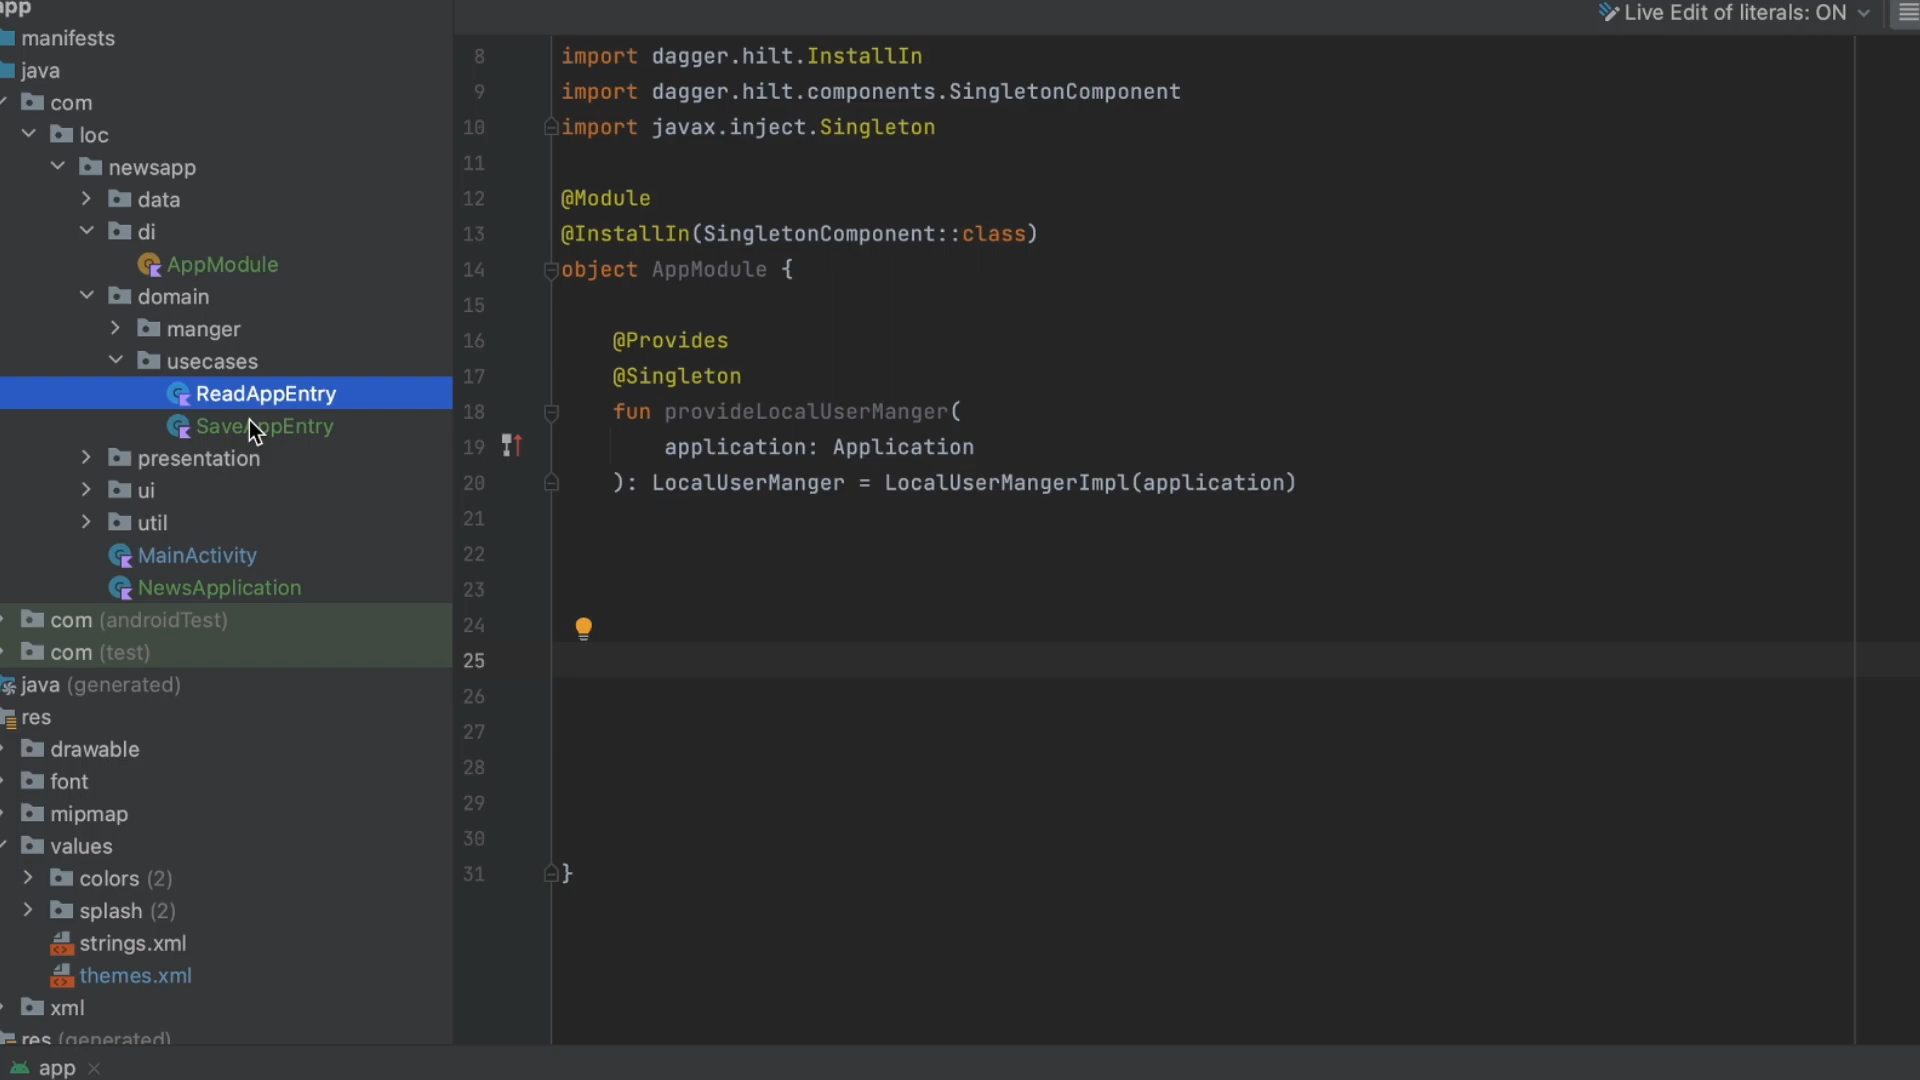 app
manifests
java
com
loc
newsapp
data
di
AppModule
domain
manger
usecases
ReadAppEntry
SaveAppEntry
presentation
ui
util
MainActivity
NewsApplication
com (androidTest)
com (test)
java (generated)
res
drawable
font
mipmap
values
colors (2)
splash (2)
strings.xml
themes.xml
xml
res (generated)
app
Live Edit of literals: ON
8 import dagger.hilt.InstallIn
9 import dagger.hilt.components.SingletonComponent
10 import javax.inject.Singleton
11
12 @Module
13 @InstallIn(SingletonComponent::class)
14 object AppModule {
15
16 @Provides
17 @Singleton
18 fun provideLocalUserManger(
19 application: Application
20 ): LocalUserManger = LocalUserMangerImpl(application)
21
22
23
24
25
26
27
28
29
30
31 }